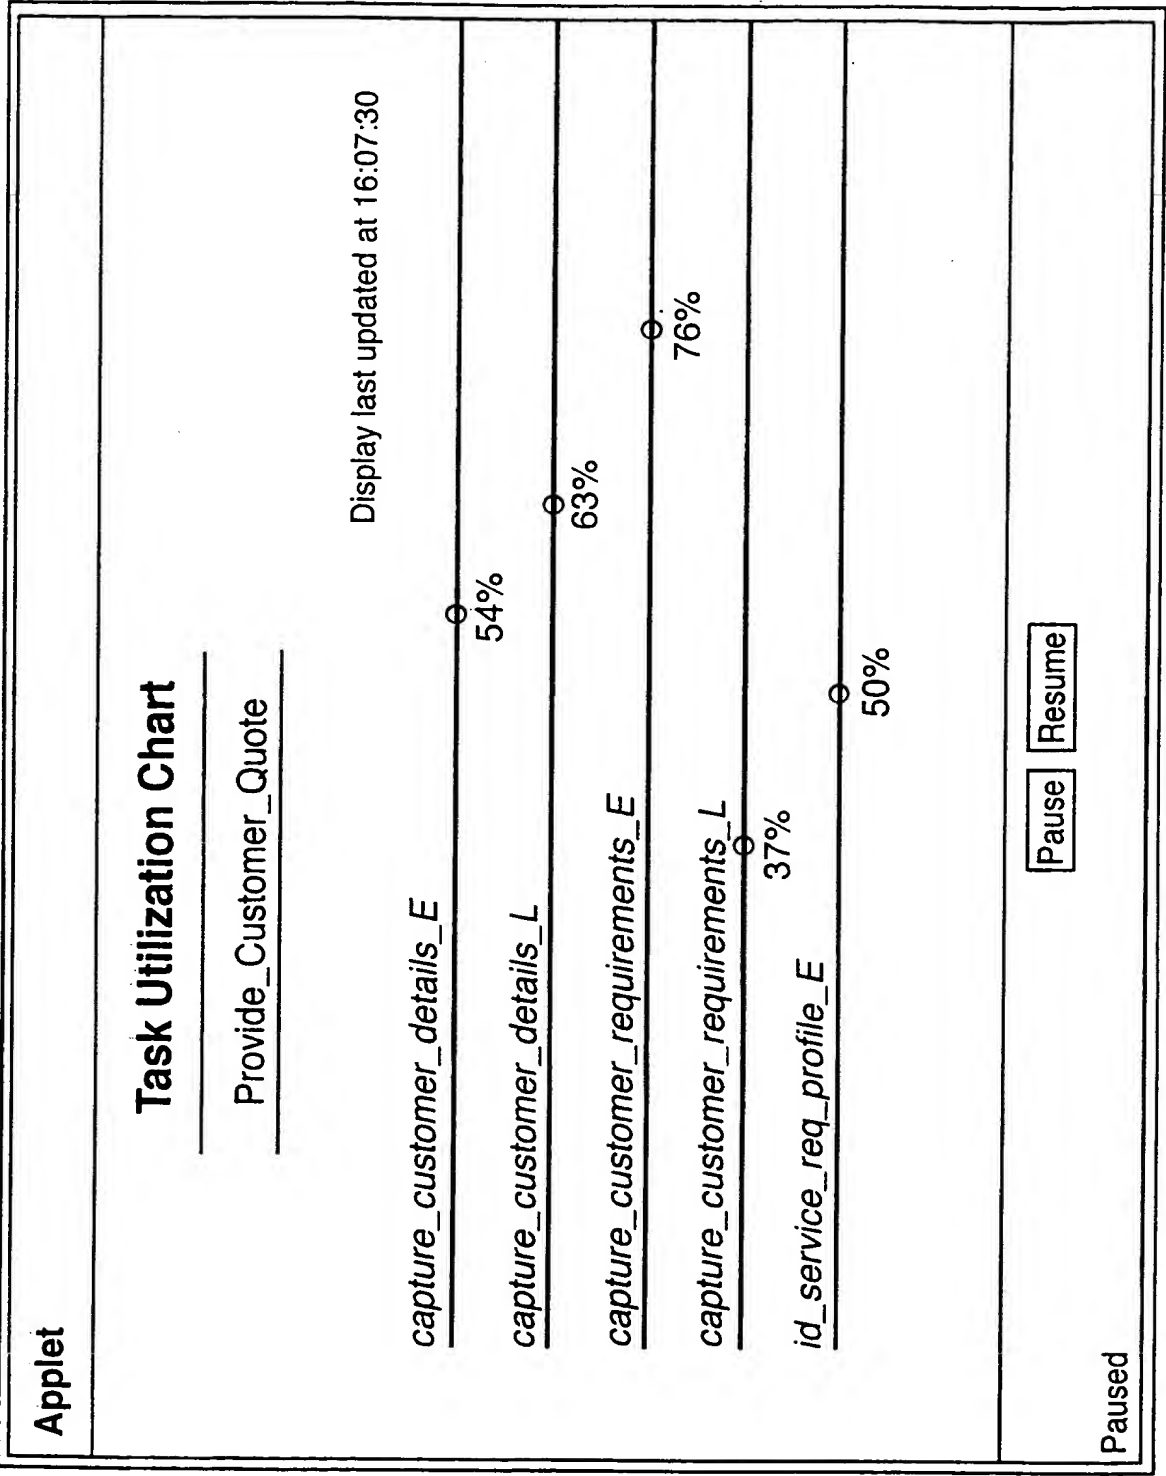 Applet
Task Utilization Chart
Provide_Customer_Quote
Display last updated at 16:07:30
capture_customer_details_E
54%
capture_customer_details_L
63%
capture_customer_requirements_E
76%
capture_customer_requirements_L
37%
id_service_req_profile_E
50%
Pause Resume
Paused